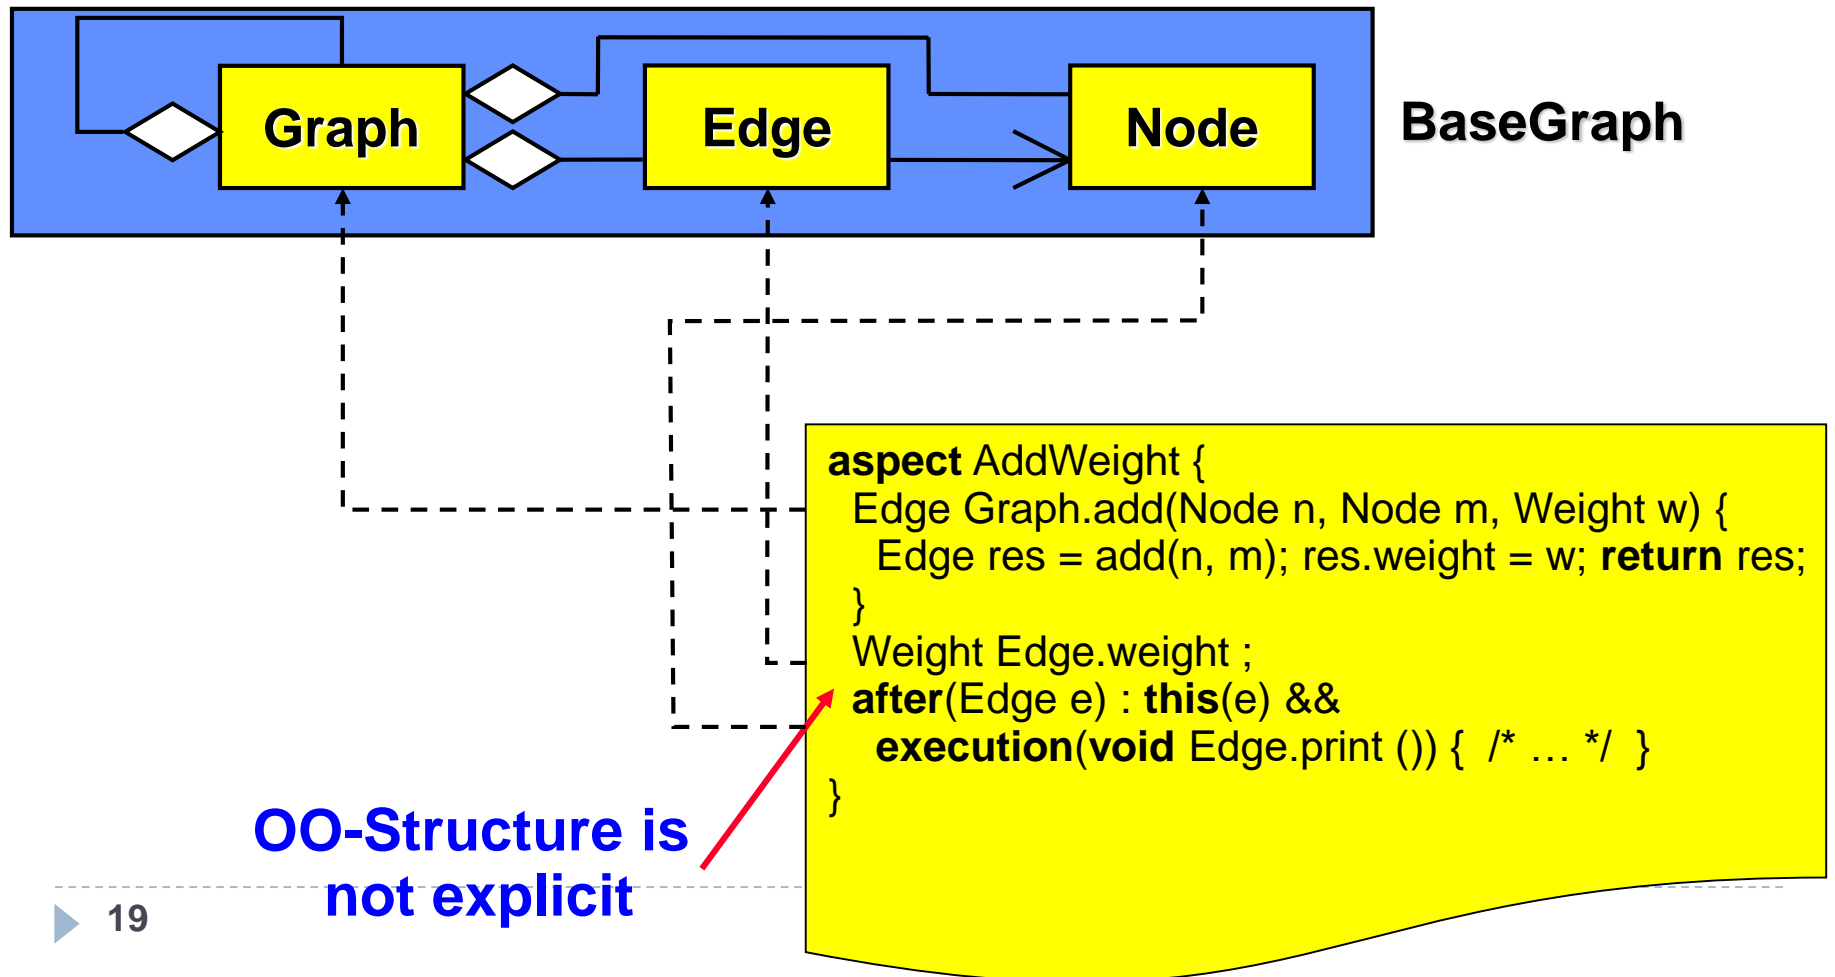 Graph
Edge
Node
BaseGraph
aspect AddWeight {
Edge Graph.add(Node n, Node m, Weight w) {
Edge res = add(n, m); res.weight = w; return res;
}
Weight Edge.weight ;
after(Edge e) : this(e) &&
execution(void Edge.print ()) { /* … */ }
}
OO-Structure is
not explicit
19